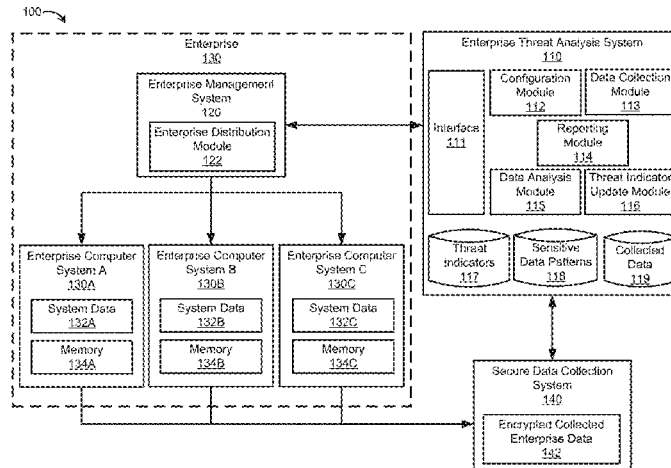 100
Enterprise
130
Enterprise Management
System
120
Enterprise Distribution
Module
122
Enterprise Computer
System A
130A
System Data
132A
Memory
134A
Enterprise Computer
System B
130B
System Data
132B
Memory
134B
Enterprise Computer
System C
130C
System Data
132C
Memory
134C
Enterprise Threat Analysis System
110
Interface
111
Configuration
Module
112
Data Collection
Module
113
Reporting
Module
114
Data Analysis
Module
115
Threat Indicator
Update Module
116
Threat
Indicators
117
Sensitive
Data Patterns
118
Collected
Data
119
Secure Data Collection
System
140
Encrypted Collected
Enterprise Data
142